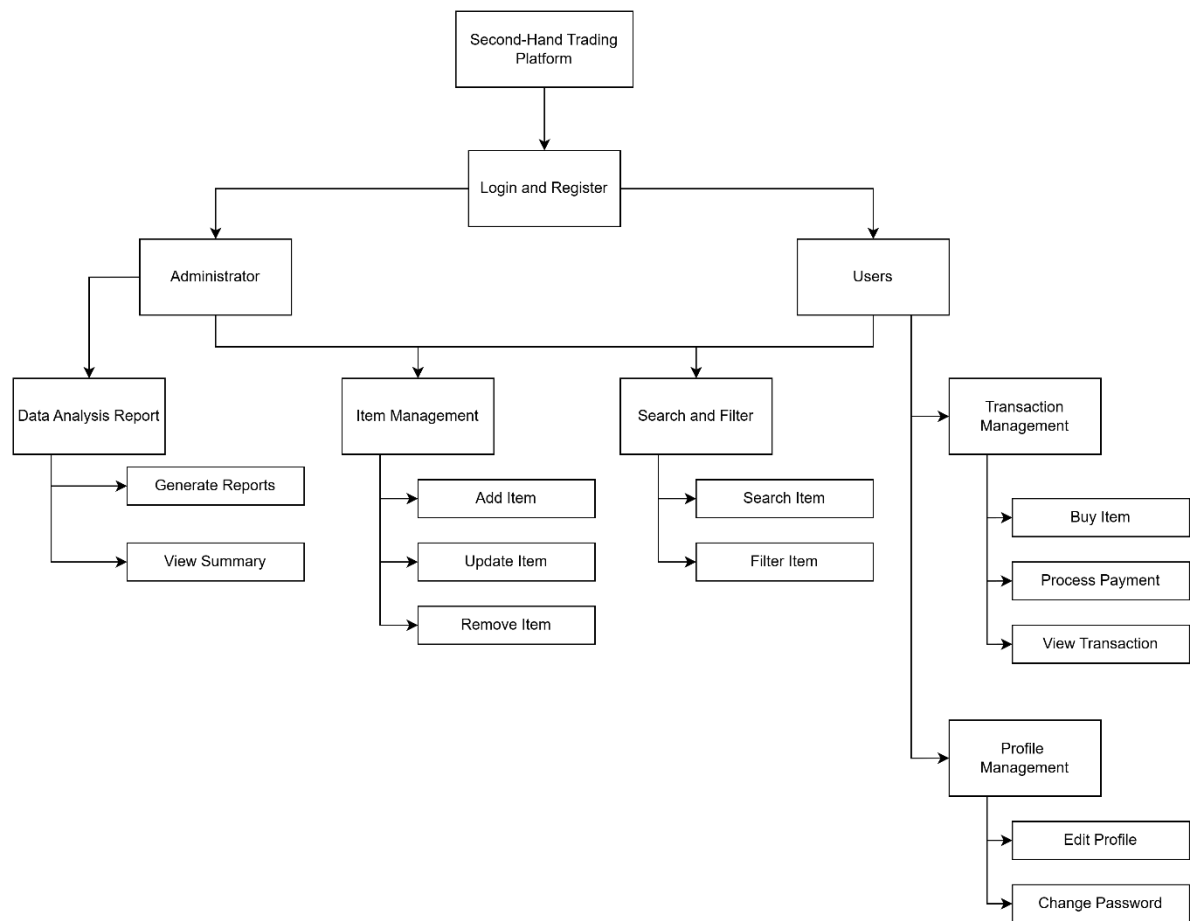 Second-Hand Trading
Platform
Login and Register
Administrator
Users
Data Analysis Report
Item Management
Search and Filter
Transaction
Management
Generate Reports
View Summary
Add Item
Update Item
Remove Item
Search Item
Filter Item
Buy Item
Process Payment
View Transaction
Profile
Management
Edit Profile
Change Password